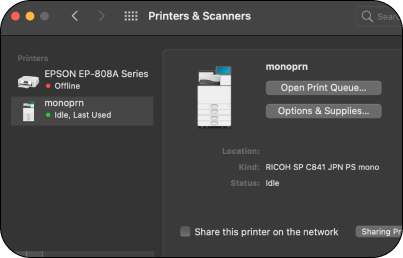 Printers & Scanners
Sear
Printers
EPSON EP-808A Series
Offline
monoprn
Idle, Last Used
monoprn
Open Print Queue...
Options & Supplies...
Location:
Kind: RICOH SP C841 JPN PS mono
Status: Idle
Share this printer on the network
Sharing Pr